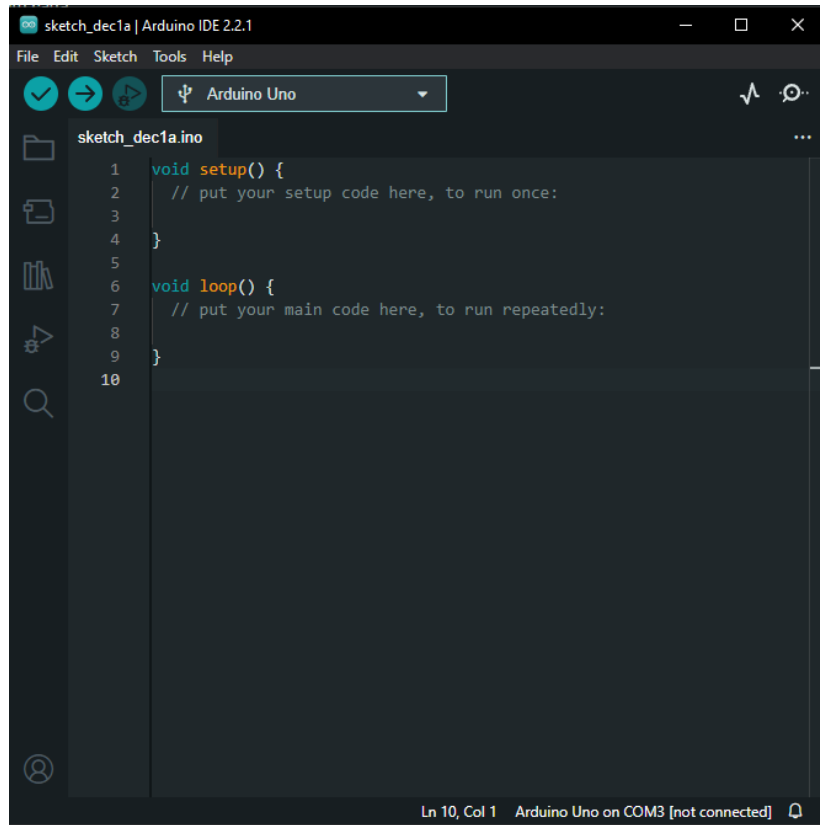 sketch_dec1a | Arduino IDE 2.2.1
File Edit Sketch Tools Help
Arduino Uno
sketch_dec1a.ino
1 void setup() {
2 // put your setup code here, to run once:
3
4 }
5
6 void loop() {
7 // put your main code here, to run repeatedly:
8
9 }
10
Ln 10, Col 1 Arduino Uno on COM3 [not connected]